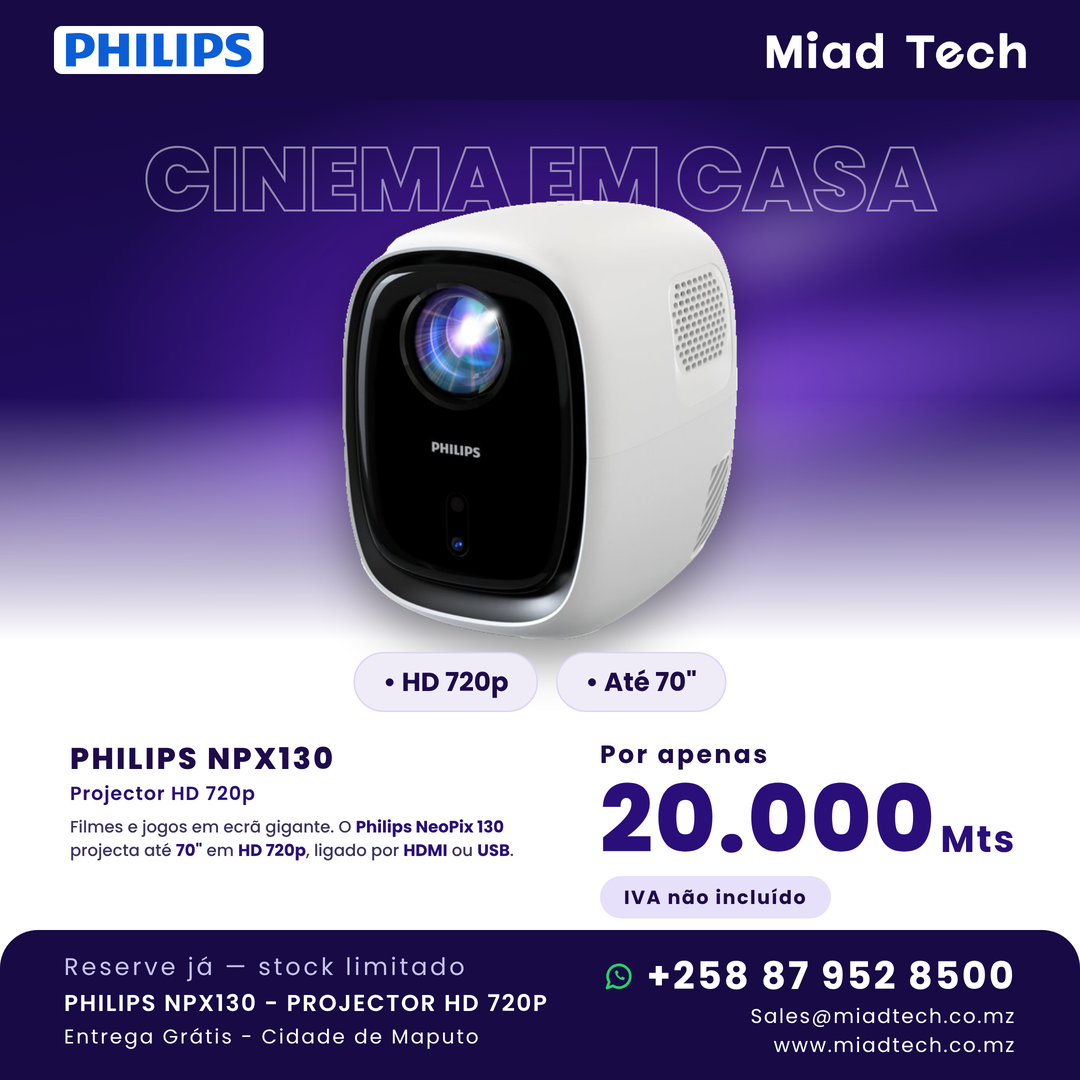 PHILIPS
Miad Tech
CINEMA EM CASA
PHILIPS
• HD 720p
• Até 70"
PHILIPS NPX130
Projector HD 720p
Filmes e jogos em ecrã gigante. O Philips NeoPix 130
projecta até 70" em HD 720p, ligado por HDMI ou USB.
Por apenas
20.000 Mts
IVA não incluído
Reserve já — stock limitado
PHILIPS NPX130 - PROJECTOR HD 720P
Entrega Grátis - Cidade de Maputo
+258 87 952 8500
Sales@miadtech.co.mz
www.miadtech.co.mz